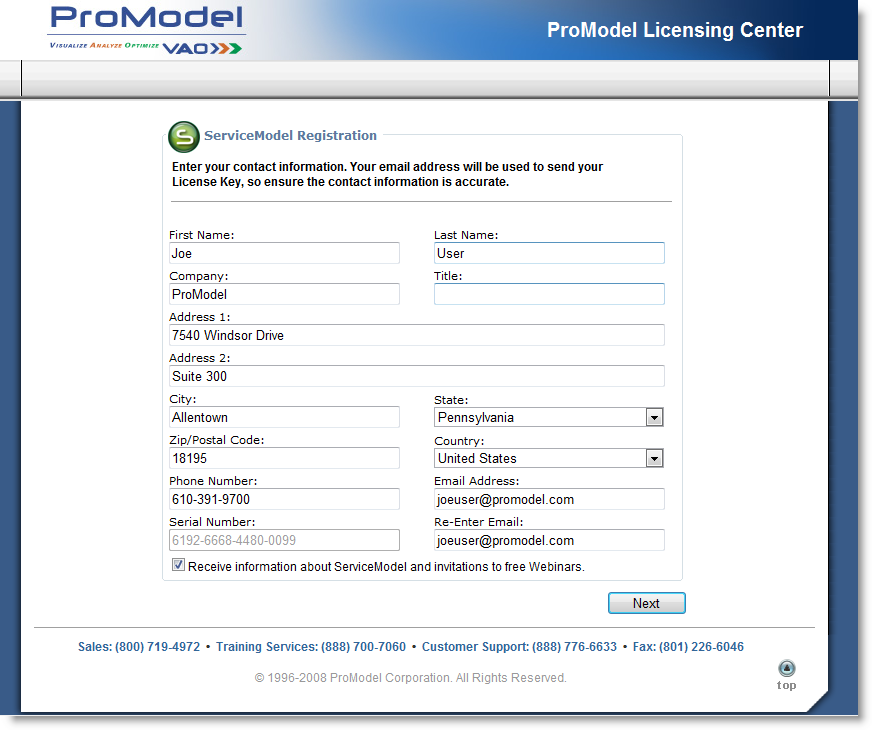 ProModel
VISUALIZE ANALYZE OPTIMIZE VAO
ProModel Licensing Center
S ServiceModel Registration
Enter your contact information. Your email address will be used to send your
License Key, so ensure the contact information is accurate.
First Name: Last Name:
Joe User
Company: Title:
ProModel
Address 1:
7540 Windsor Drive
Address 2:
Suite 300
City: State:
Allentown Pennsylvania
Zip/Postal Code: Country:
18195 United States
Phone Number: Email Address:
610-391-9700 joeuser@promodel.com
Serial Number: Re-Enter Email:
6192-6668-4480-0099 joeuser@promodel.com
Receive information about ServiceModel and invitations to free Webinars.
Next
Sales: (800) 719-4972 • Training Services: (888) 700-7060 • Customer Support: (888) 776-6633 • Fax: (801) 226-6046
© 1996-2008 ProModel Corporation. All Rights Reserved.
top